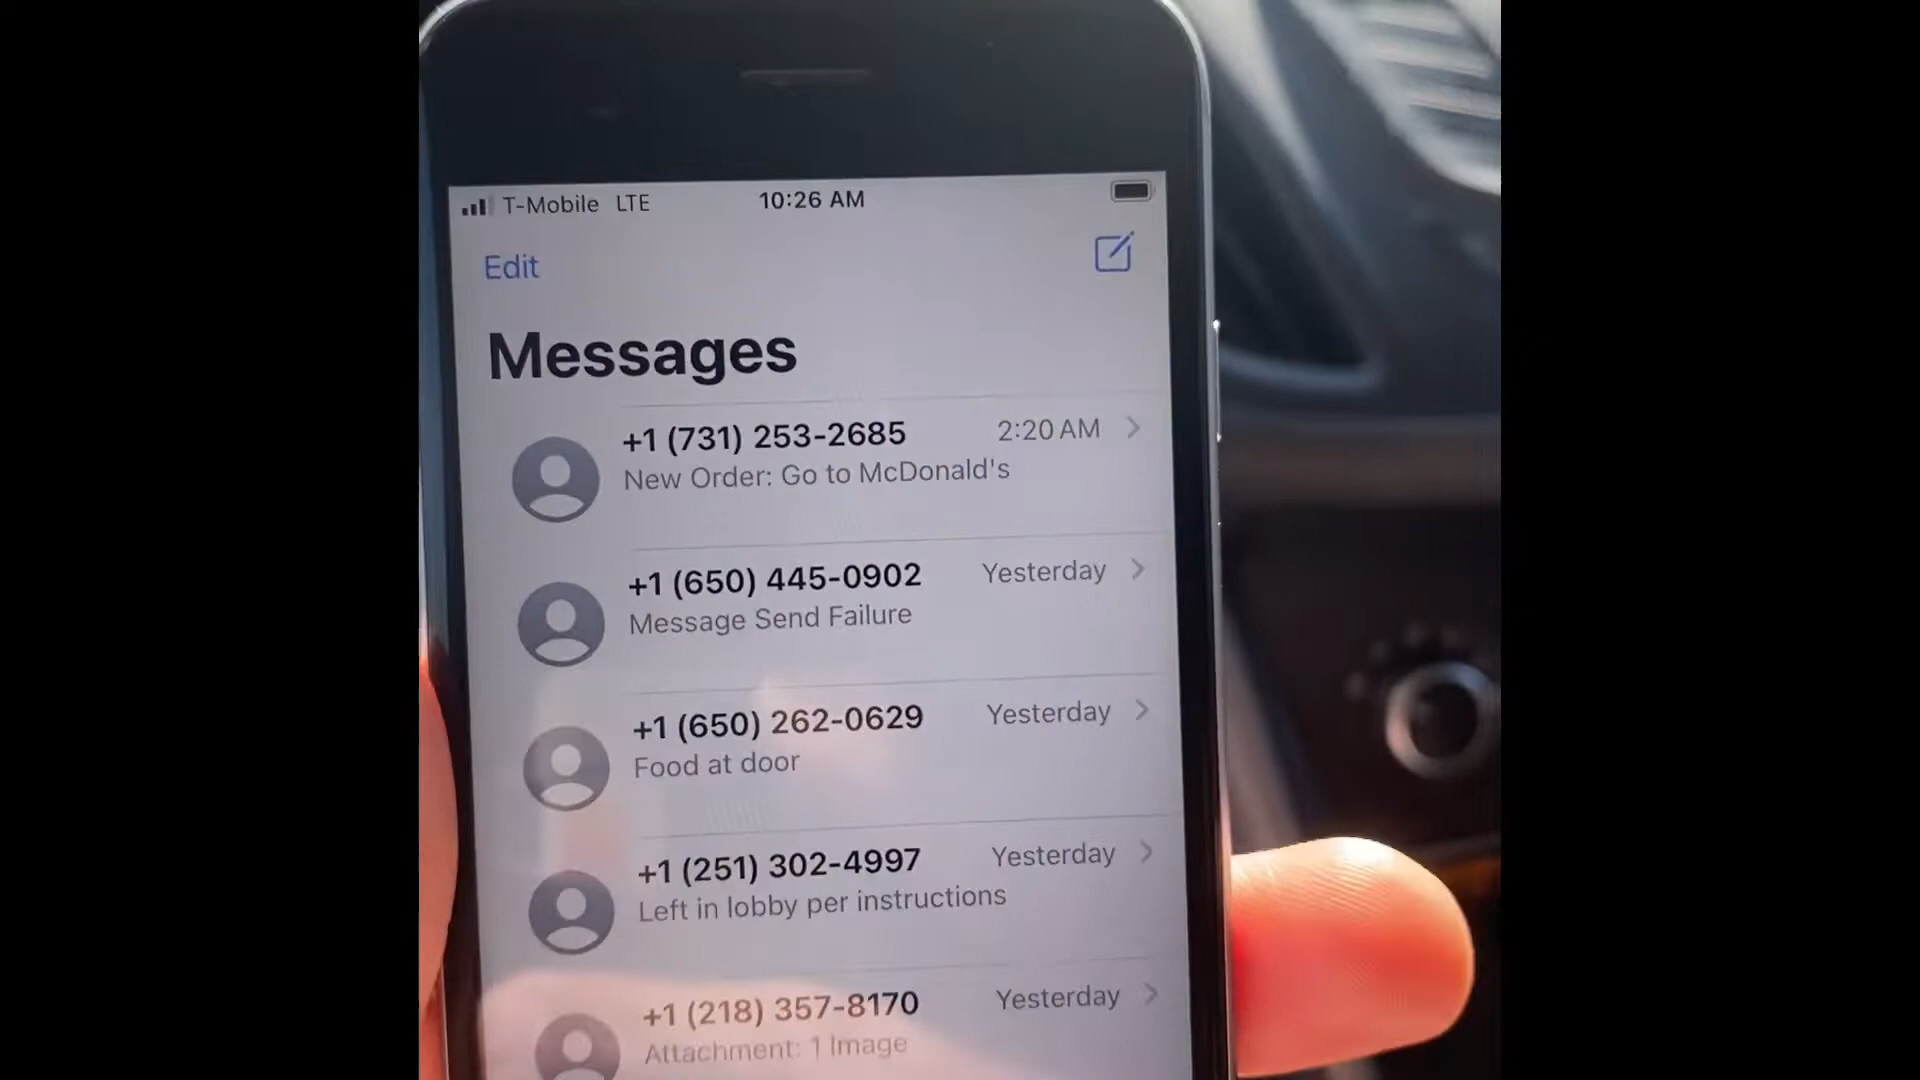 T-Mobile LTE 10:26 AM
Edit
Messages
+1 (731) 253-2685 2:20 AM
New Order: Go to McDonald's
+1 (650) 445-0902 Yesterday
Message Send Failure
+1 (650) 262-0629 Yesterday
Food at door
+1 (251) 302-4997 Yesterday
Left in lobby per instructions
+1 (218) 357-8170 Yesterday
Attachment: 1 Image